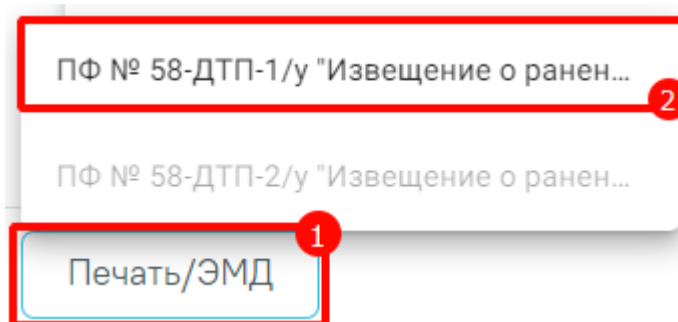 ПФ № 58-ДТП-1/у "Извещение о ранен...
2
ПФ № 58-ДТП-2/у "Извещение о ранен...
1
Печать/ЭМД